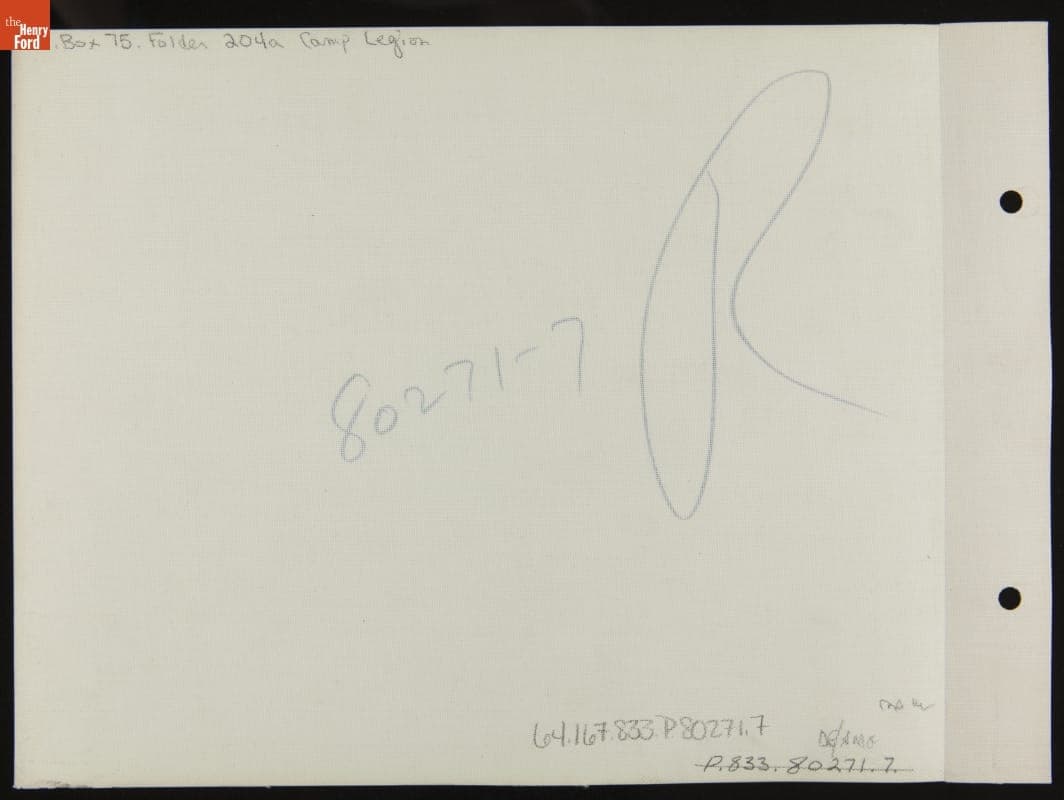 the
Henry
Ford
.Box 75. Folder 204a Camp Legion
R
80271-7
64.167.833.P80271.7
P.833.80271.7.